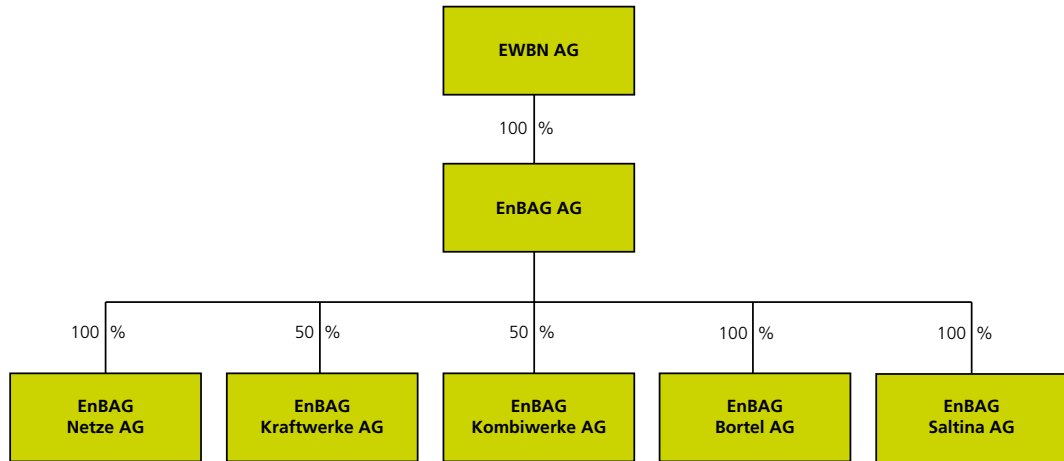 EWBN AG
100 %
EnBAG AG
100 %
50 %
50 %
100 %
100 %
EnBAG
Netze AG
EnBAG
Kraftwerke AG
EnBAG
Kombiwerke AG
EnBAG
Bortel AG
EnBAG
Saltina AG